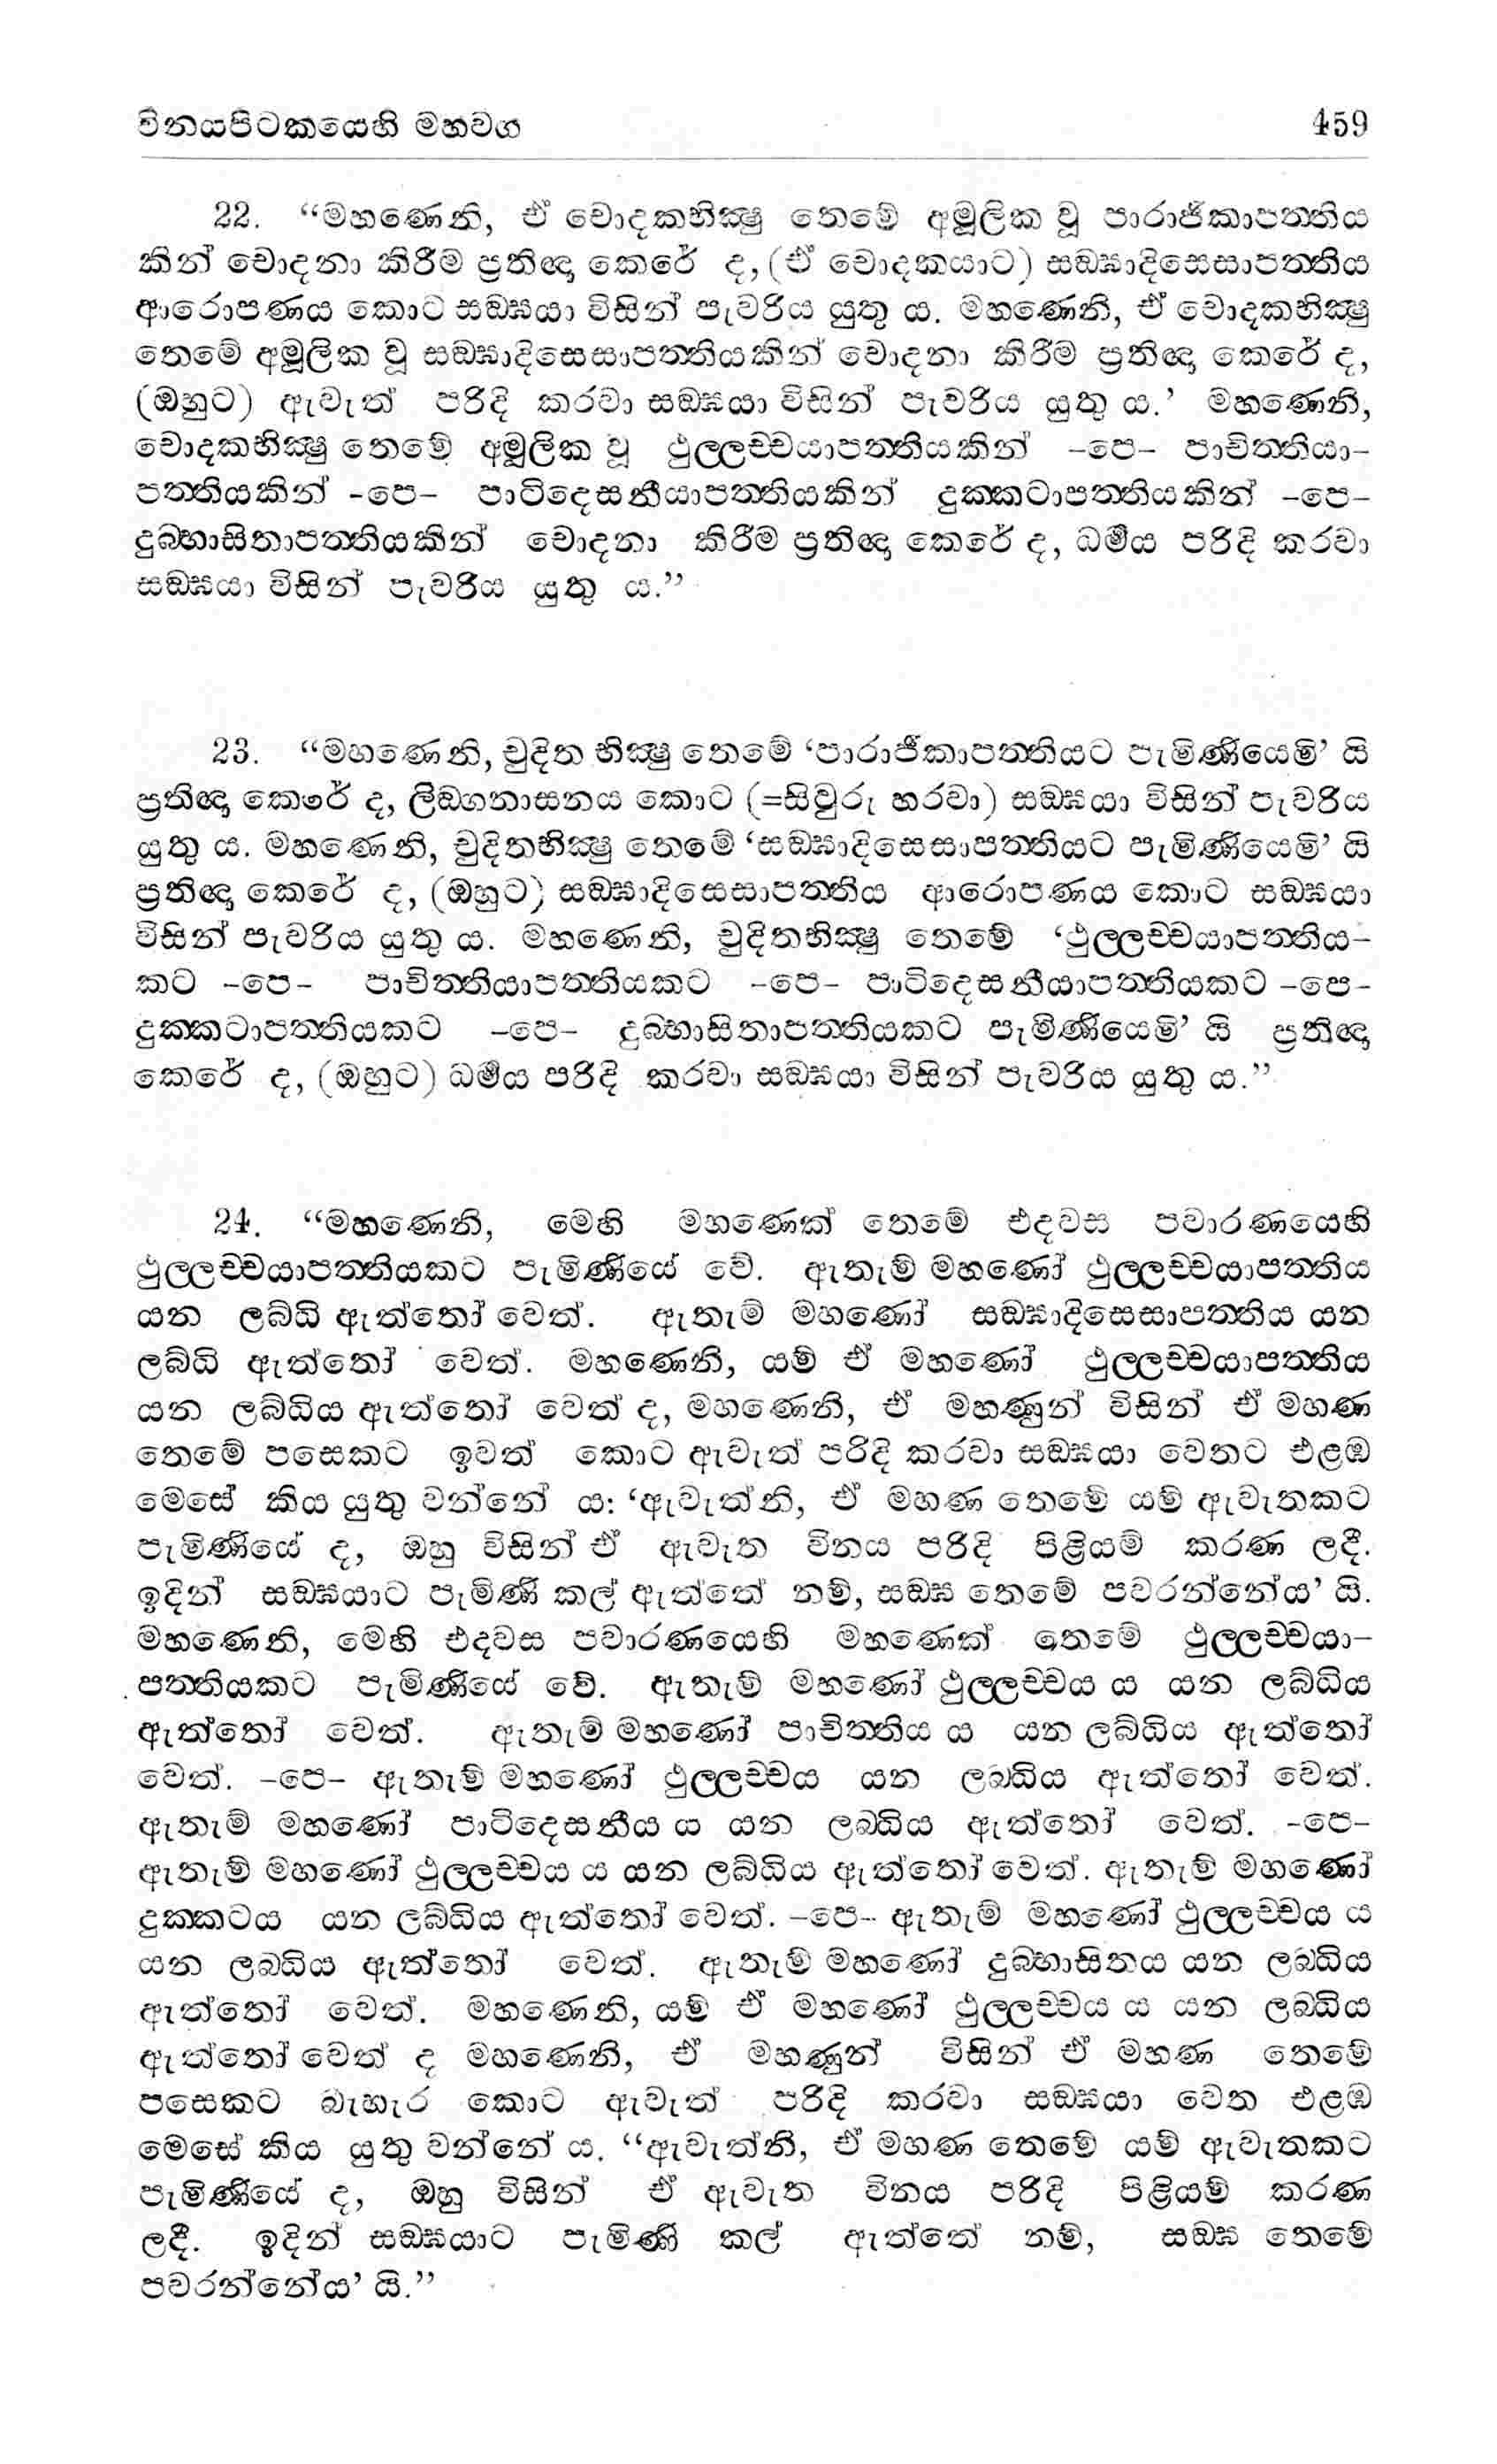 විනයපිටකයෙහි මහවග 459
22. “මහණෙනි, ඒ චොදකභික්‍ෂු තෙමේ අමූලික වූ පාරාජිකාපත්තිය
කින් චොදනා කිරීම ප්‍රතිඥා කෙරේ ද, (ඒ චොදකයාට) සඞ්ඝාදිසෙසාපත්තිය
ආරොපණය කොට සඞ්ඝයා විසින් පැවරිය යුතු ය. මහණෙනි, ඒ චොදකභික්‍ෂු
තෙමේ අමූලික වූ සඞ්ඝාදිසෙසාපත්තියකින් චොදනා කිරීම ප්‍රතිඥා කෙරේ ද,
(ඔහුට) ඇවැත් පරිදි කරවා සඞ්ඝයා විසින් පැවරිය යුතු ය.’ මහණෙනි,
චොදකභික්‍ෂු තෙමේ අමූලික වූ ථුල්ලච්චයාපත්තියකින් -පෙ- පාචිත්තියා-
පත්තියකින් -පෙ- පාටිදෙසනීයාපත්තියකින් දුක්කටාපත්තියකින් -පෙ-
දුබ්භාසිතාපත්තියකින් චොදනා කිරීම ප්‍රතිඥා කෙරේ ද, ධර්‍මය පරිදි කරවා
සඞ්ඝයා විසින් පැවරිය යුතු ය.”
23. “මහණෙනි, චුදිත භික්‍ෂු තෙමේ ‘පාරාජිකාපත්තියට පැමිණියෙමි’ යි
ප්‍රතිඥා කෙරේ ද, ලිඞ්ගනාසනය කොට (=සිවුරු හරවා) සඞ්ඝයා විසින් පැවරිය
යුතු ය. මහණෙනි, චුදිතභික්‍ෂු තෙමේ ‘සඞ්ඝාදිසෙසාපත්තියට පැමිණියෙමි’ යි
ප්‍රතිඥා කෙරේ ද, (ඔහුට) සඞ්ඝාදිසෙසාපත්තිය ආරොපණය කොට සඞ්ඝයා
විසින් පැවරිය යුතු ය. මහණෙනි, චුදිතභික්‍ෂු තෙමේ ‘ථුල්ලච්චයාපත්තිය-
කට -පෙ- පාචිත්තියාපත්තියකට -පෙ- පාටිදෙසනීයාපත්තියකට -පෙ-
දුක්කටාපත්තියකට -පෙ- දුබ්භාසිතාපත්තියකට පැමිණියෙමි’ යි ප්‍රතිඥා
කෙරේ ද, (ඔහුට) ධර්‍මය පරිදි කරවා සඞ්ඝයා විසින් පැවරිය යුතු ය.”
24. “මහණෙනි, මෙහි මහණෙක් තෙමේ එදවස පවාරණයෙහි
ථුල්ලච්චයාපත්තියකට පැමිණියේ වේ. ඇතැම් මහණෝ ථුල්ලච්චයාපත්තිය
යන ලබ්ධි ඇත්තෝ වෙත්. ඇතැම් මහණෝ සඞ්ඝාදිසෙසාපත්තිය යන
ලබ්ධි ඇත්තෝ වෙත්. මහණෙනි, යම් ඒ මහණෝ ථුල්ලච්චයාපත්තිය
යන ලබ්ධිය ඇත්තෝ වෙත් ද, මහණෙනි, ඒ මහණුන් විසින් ඒ මහණ
තෙමේ පසෙකට ඉවත් කොට ඇවැත් පරිදි කරවා සඞ්ඝයා වෙතට එළඹ
මෙසේ කිය යුතු වන්නේ ය: ‘ඇවැත්නි, ඒ මහණ තෙමේ යම් ඇවැතකට
පැමිණියේ ද, ඔහු විසින් ඒ ඇවැත විනය පරිදි පිළියම් කරණ ලදී.
ඉදින් සඞ්ඝයාට පැමිණි කල් ඇත්තේ නම්, සඞ්ඝ තෙමේ පවරන්නේය’ යි.
මහණෙනි, මෙහි එදවස පවාරණයෙහි මහණෙක් තෙමේ ථුල්ලච්චයා-
පත්තියකට පැමිණියේ වේ. ඇතැම් මහණෝ ථුල්ලච්චය ය යන ලබ්ධිය
ඇත්තෝ වෙත්. ඇතැම් මහණෝ පාචිත්තිය ය යන ලබ්ධිය ඇත්තෝ
වෙත්. -පෙ- ඇතැම් මහණෝ ථුල්ලච්චය යන ලබ්ධිය ඇත්තෝ වෙත්.
ඇතැම් මහණෝ පාටිදෙසනීය ය යන ලබ්ධිය ඇත්තෝ වෙත්. -පෙ-
ඇතැම් මහණෝ ථුල්ලච්චය ය යන ලබ්ධිය ඇත්තෝ වෙත්. ඇතැම් මහණෝ
දුක්කටය යන ලබ්ධිය ඇත්තෝ වෙත්. -පෙ- ඇතැම් මහණෝ ථුල්ලච්චය ය
යන ලබ්ධිය ඇත්තෝ වෙත්. ඇතැම් මහණෝ දුබ්භාසිතය යන ලබ්ධිය
ඇත්තෝ වෙත්. මහණෙනි, යම් ඒ මහණෝ ථුල්ලච්චය ය යන ලබ්ධිය
ඇත්තෝ වෙත් ද මහණෙනි, ඒ මහණුන් විසින් ඒ මහණ තෙමේ
පසෙකට බැහැර කොට ඇවැත් පරිදි කරවා සඞ්ඝයා වෙත එළඹ
මෙසේ කිය යුතු වන්නේ ය. “ඇවැත්නි, ඒ මහණ තෙමේ යම් ඇවැතකට
පැමිණියේ ද, ඔහු විසින් ඒ ඇවැත විනය පරිදි පිළියම් කරණ
ලදී. ඉදින් සඞ්ඝයාට පැමිණි කල් ඇත්තේ නම්, සඞ්ඝ තෙමේ
පවරන්නේය’ යි.”